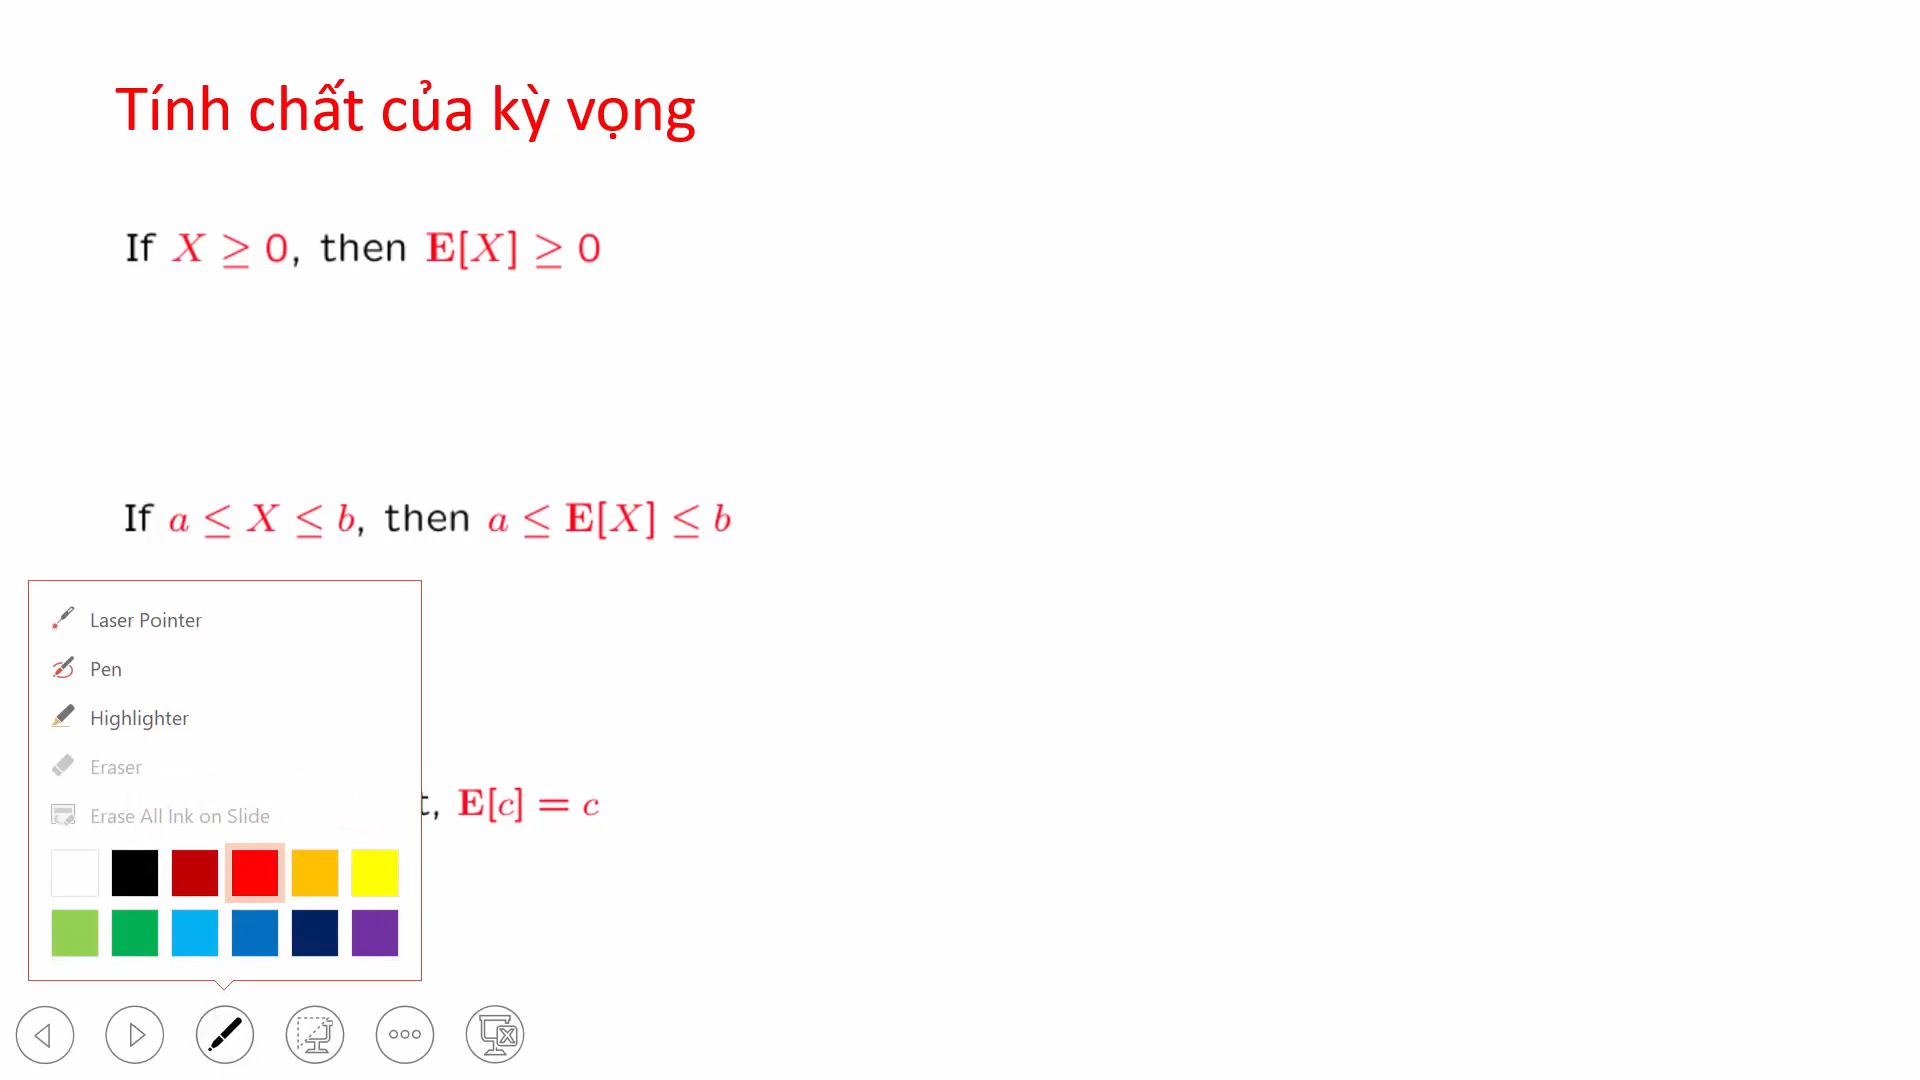 Tính chất của kỳ vọng
If X ≥ 0, then E[X] ≥ 0
If a ≤ X ≤ b, then a ≤ E[X] ≤ b
Laser Pointer
Pen
Highlighter
Eraser
Erase All Ink on Slide
t, E[c] = c